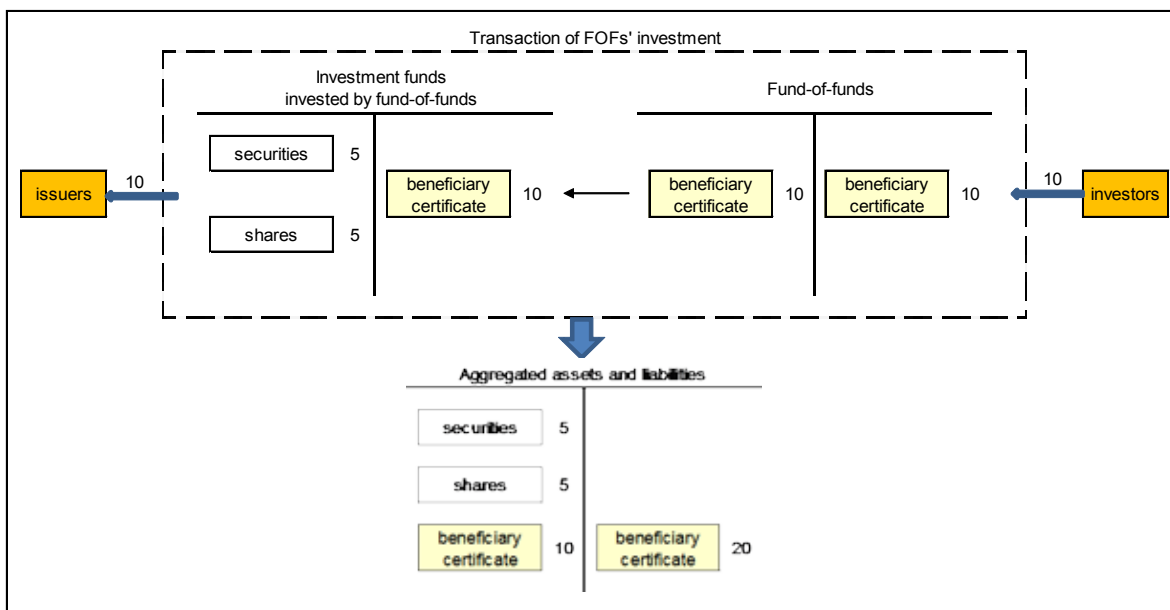 Transaction of FOFs' investment
Investment funds
invested by fund-of-funds
Fund-of-funds
securities 5
issuers
10
beneficiary
certificate
10
beneficiary
certificate
10
beneficiary
certificate
10
10
investors
shares 5
Aggregated assets and liabilities
securities 5
shares 5
beneficiary
certificate
10
beneficiary
certificate
20